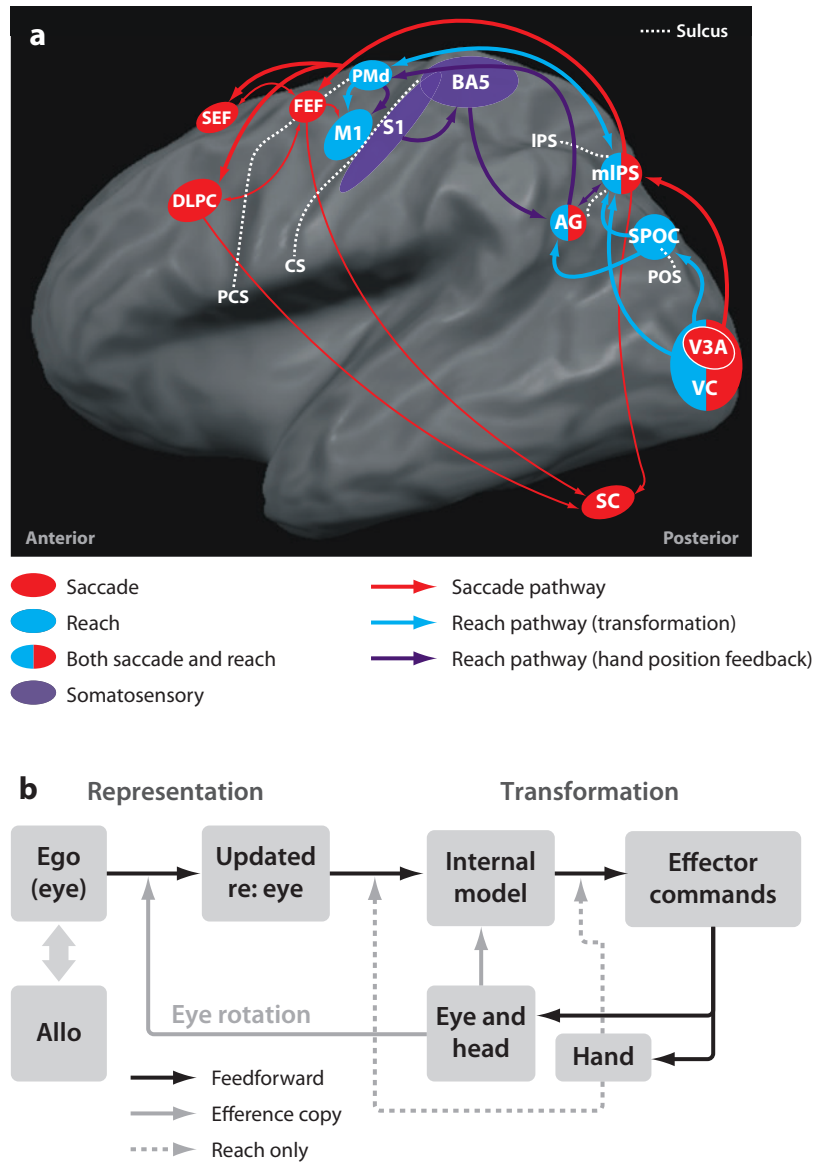 a
Sulcus
PMd
BA5
SEF
FEF
M1
S1
IPS
mIPS
DLPC
AG
SPOC
CS
POS
PCS
V3A
VC
SC
Anterior
Posterior
Saccade
Saccade pathway
Reach
Reach pathway (transformation)
Both saccade and reach
Reach pathway (hand position feedback)
Somatosensory
b
Representation
Transformation
Ego
(eye)
Updated
re: eye
Internal
model
Effector
commands
Allo
Eye rotation
Eye and
head
Hand
Feedforward
Efference copy
Reach only